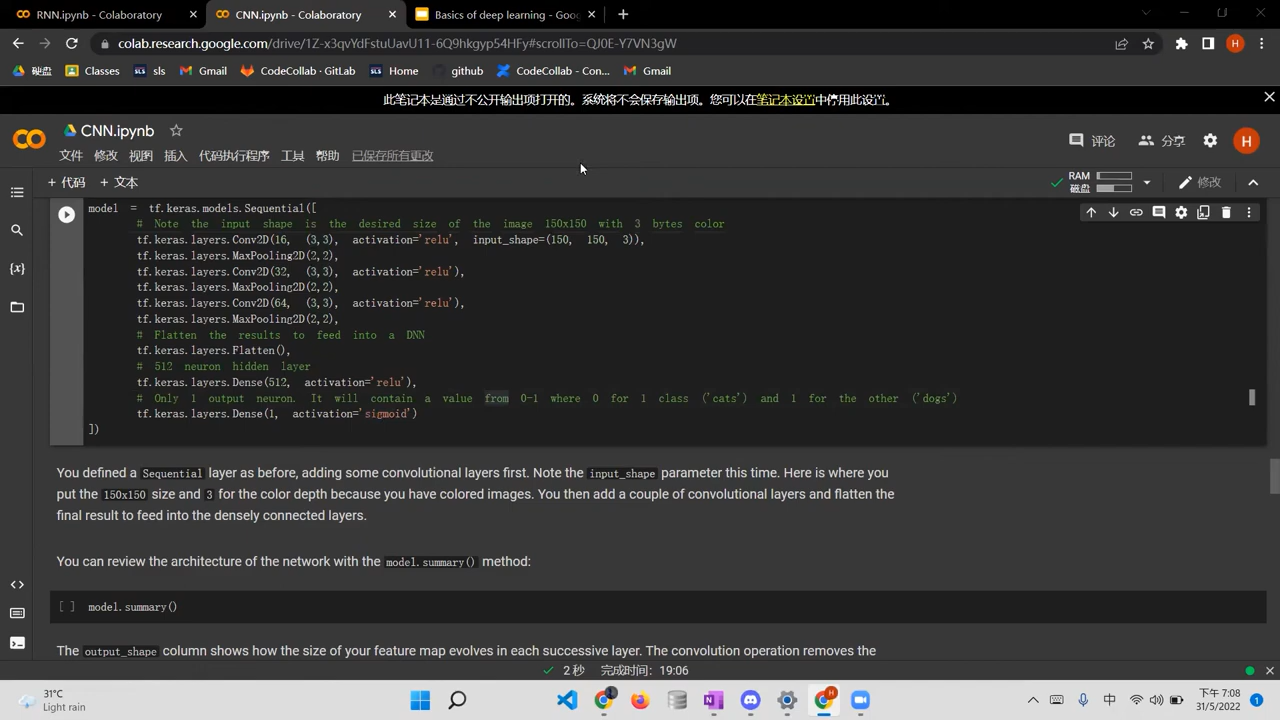 RNN.ipynb - Colaboratory
CNN.ipynb - Colaboratory
Basics of deep learning - Goo
colab.research.google.com/drive/1Z-x3qvYdFstuUavU11-6Q9hkgyp54HFy#scrollTo=QJ0E-Y7VN3gW
H
硬盘
Classes
sls
Gmail
CodeCollab · GitLab
Home
github
CodeCollab - Con...
Gmail
此笔记本是通过不公开输出项打开的。系统将不会保存输出项。您可以在笔记本设置中停用此设置。
CNN.ipynb
评论
分享
H
文件 修改 视图 插入 代码执行程序 工具 帮助 已保存所有更改
+ 代码 + 文本
RAM
磁盘
修改
model = tf.keras.models.Sequential([
# Note the input shape is the desired size of the image 150x150 with 3 bytes color
tf.keras.layers.Conv2D(16, (3,3), activation='relu', input_shape=(150, 150, 3)),
tf.keras.layers.MaxPooling2D(2,2),
tf.keras.layers.Conv2D(32, (3,3), activation='relu'),
tf.keras.layers.MaxPooling2D(2,2),
tf.keras.layers.Conv2D(64, (3,3), activation='relu'),
tf.keras.layers.MaxPooling2D(2,2),
# Flatten the results to feed into a DNN
tf.keras.layers.Flatten(),
# 512 neuron hidden layer
tf.keras.layers.Dense(512, activation='relu'),
# Only 1 output neuron. It will contain a value from 0-1 where 0 for 1 class ('cats') and 1 for the other ('dogs')
tf.keras.layers.Dense(1, activation='sigmoid')
])
You defined a Sequential layer as before, adding some convolutional layers first. Note the input_shape parameter this time. Here is where you
put the 150x150 size and 3 for the color depth because you have colored images. You then add a couple of convolutional layers and flatten the
final result to feed into the densely connected layers.
You can review the architecture of the network with the model.summary() method:
[ ] model.summary()
The output_shape column shows how the size of your feature map evolves in each successive layer. The convolution operation removes the
2秒 完成时间: 19:06
31°C
Light rain
中
下午 7:08
31/5/2022
1